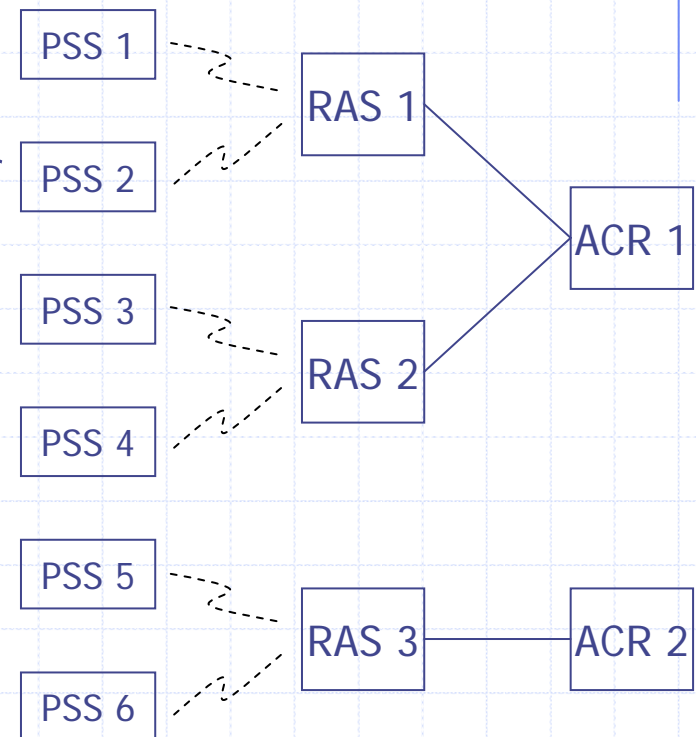 PSS 1
RAS 1
PSS 2
ACR 1
PSS 3
RAS 2
PSS 4
PSS 5
RAS 3
ACR 2
PSS 6